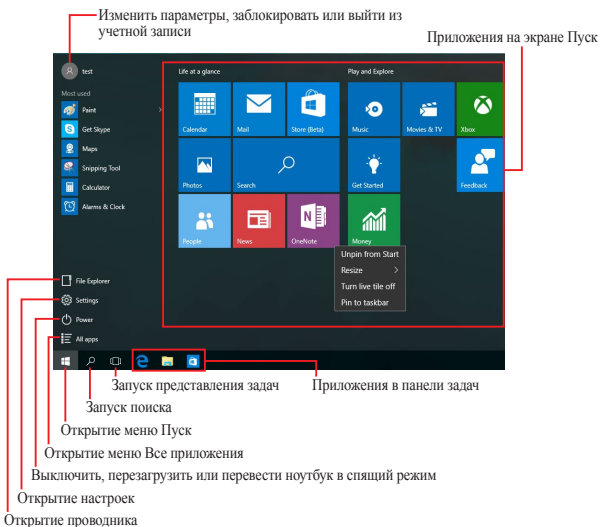 Изменить параметры, заблокировать или выйти из
учетной записи
Приложения на экране Пуск
test
Life at a glance
Play and Explore
Most used
Paint
Get Skype
Maps
Snipping Tool
Calculator
Alarms & Clock
Calendar
Mail
Store (Beta)
Music
Movies & TV
Xbox
Photos
Search
Get Started
Feedback
People
News
OneNote
Money
Unpin from Start
Resize
Turn live tile off
Pin to taskbar
File Explorer
Settings
Power
All apps
Запуск представления задач
Приложения в панели задач
Запуск поиска
Открытие меню Пуск
Открытие меню Все приложения
Выключить, перезагрузить или перевести ноутбук в спящий режим
Открытие настроек
Открытие проводника